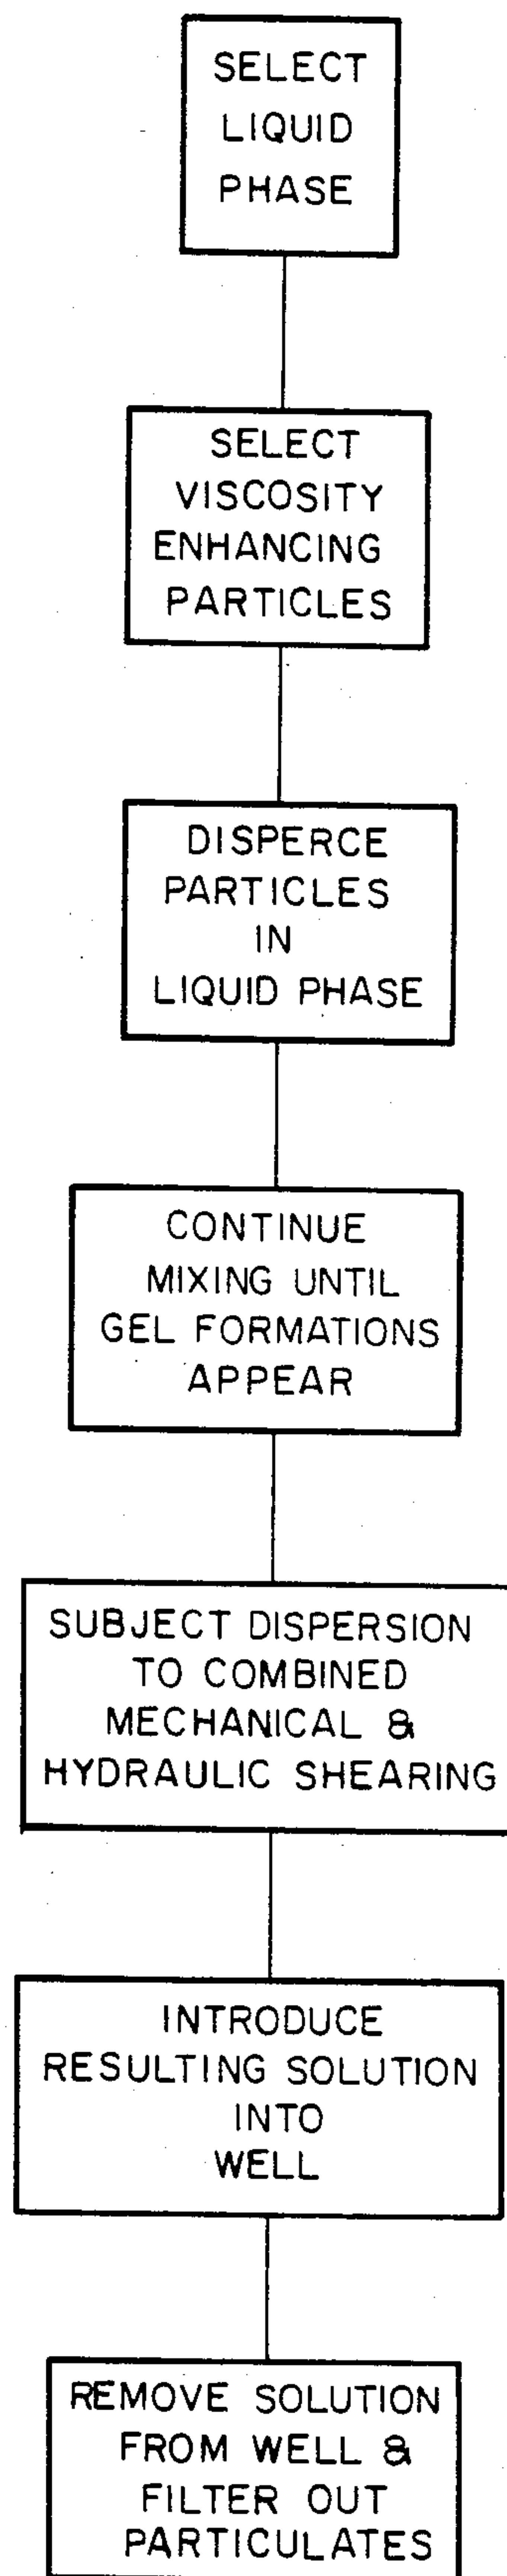 SELECT
LIQUID
PHASE
SELECT
VISCOSITY
ENHANCING
PARTICLES
DISPERCE
PARTICLES
IN
LIQUID PHASE
CONTINUE
MIXING UNTIL
GEL FORMATIONS
APPEAR
SUBJECT DISPERSION
TO COMBINED
MECHANICAL &
HYDRAULIC SHEARING
INTRODUCE
RESULTING SOLUTION
INTO
WELL
REMOVE SOLUTION
FROM WELL &
FILTER OUT
PARTICULATES